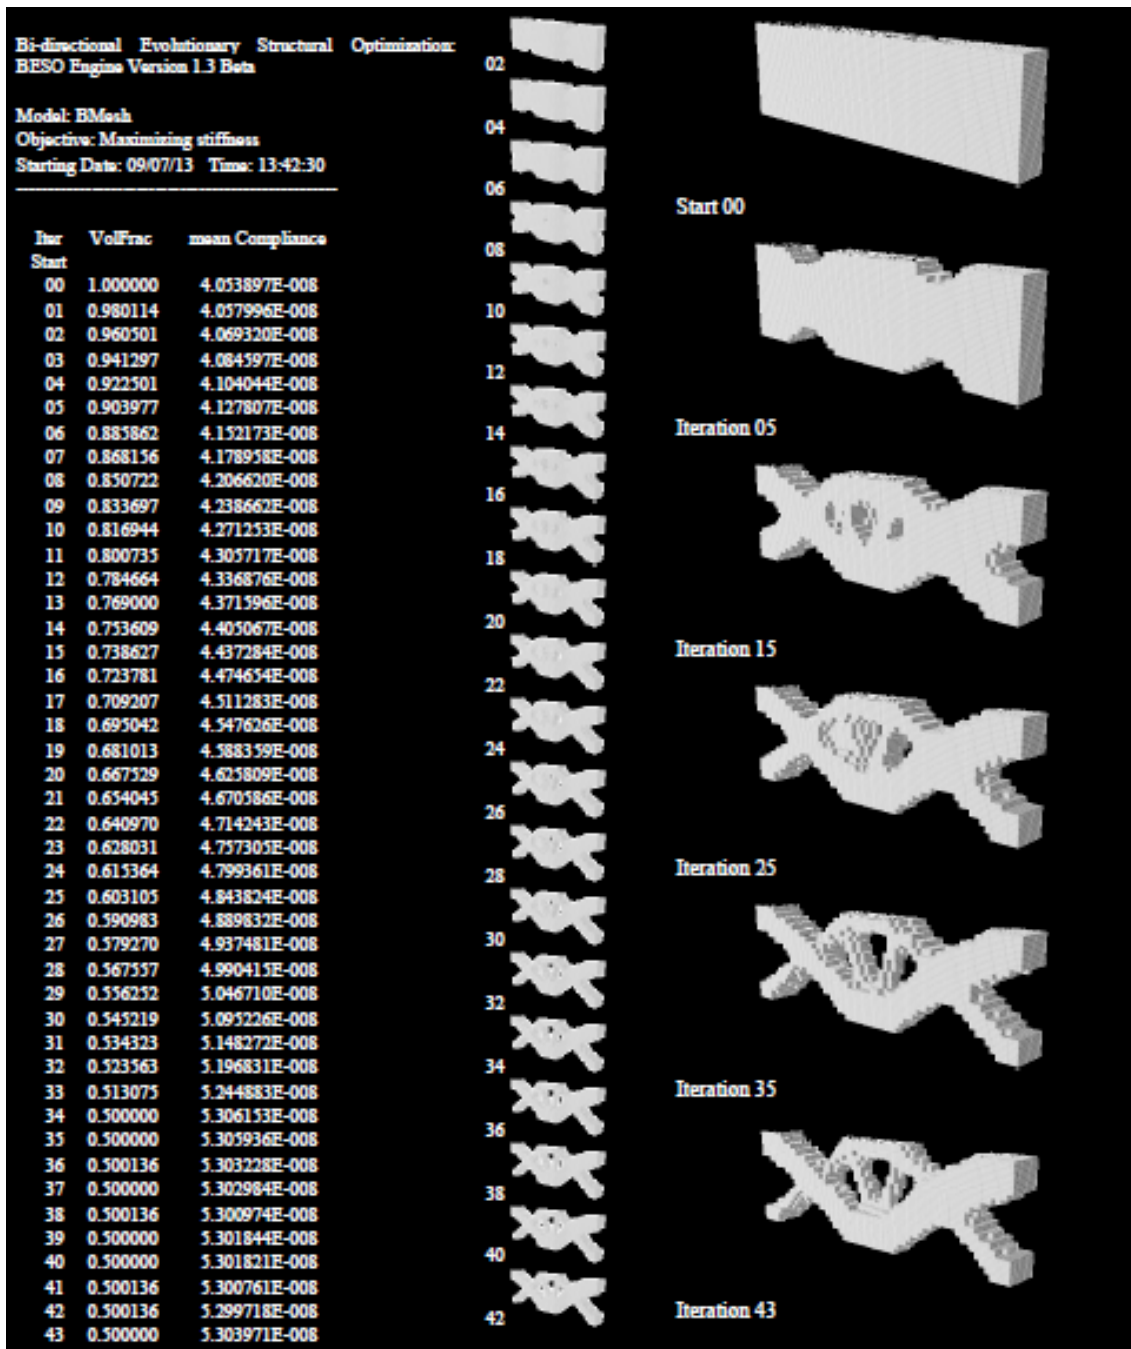 Bi-directional Evolutionary Structural Optimization:
BESO Engine Version 1.3 Beta
Model: BMesh
Objective: Maximizing stiffness
Starting Date: 09/07/13 Time: 13:42:30
Iter VolFrac mean Compliance
Start
00 1.000000 4.053897E-008
01 0.980114 4.057996E-008
02 0.960501 4.069320E-008
03 0.941297 4.084597E-008
04 0.922501 4.104044E-008
05 0.903977 4.127807E-008
06 0.885862 4.152173E-008
07 0.868156 4.178958E-008
08 0.850722 4.206620E-008
09 0.833697 4.238662E-008
10 0.816944 4.271253E-008
11 0.800735 4.305717E-008
12 0.784664 4.336876E-008
13 0.769000 4.371596E-008
14 0.753609 4.405067E-008
15 0.738627 4.437284E-008
16 0.723781 4.474654E-008
17 0.709207 4.511283E-008
18 0.695042 4.547626E-008
19 0.681013 4.588359E-008
20 0.667529 4.625809E-008
21 0.654045 4.670586E-008
22 0.640970 4.714243E-008
23 0.628031 4.757305E-008
24 0.615364 4.799361E-008
25 0.603105 4.843824E-008
26 0.590983 4.889832E-008
27 0.579270 4.937481E-008
28 0.567557 4.990415E-008
29 0.556252 5.046710E-008
30 0.545219 5.095226E-008
31 0.534323 5.148272E-008
32 0.523563 5.196831E-008
33 0.513075 5.244883E-008
34 0.500000 5.306153E-008
35 0.500000 5.305936E-008
36 0.500136 5.303228E-008
37 0.500000 5.302984E-008
38 0.500136 5.300974E-008
39 0.500000 5.301844E-008
40 0.500000 5.301821E-008
41 0.500136 5.300761E-008
42 0.500136 5.299718E-008
43 0.500000 5.303971E-008
02
04
06
08
10
12
14
16
18
20
22
24
26
28
30
32
34
36
38
40
42
Start 00
Iteration 05
Iteration 15
Iteration 25
Iteration 35
Iteration 43